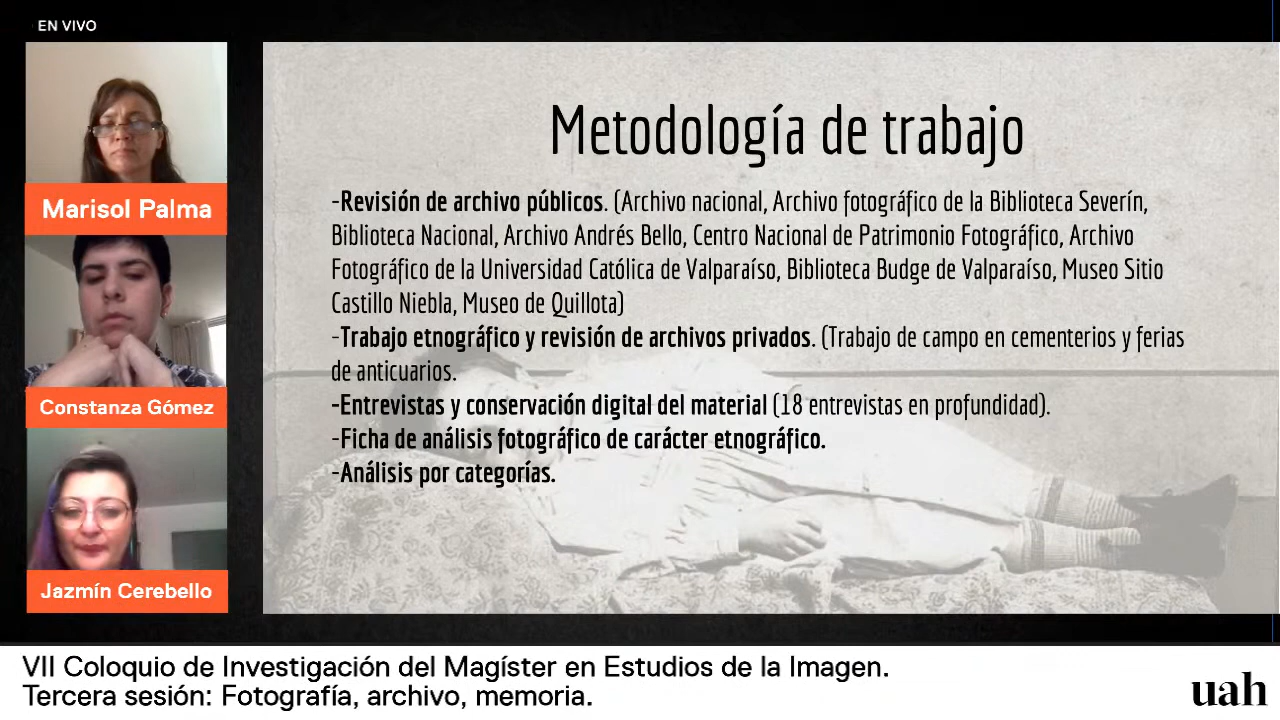 EN VIVO
Marisol Palma
Constanza Gómez
Jazmín Cerebello
Metodología de trabajo
-Revisión de archivo públicos. (Archivo nacional, Archivo fotográfico de la Biblioteca Severín,
Biblioteca Nacional, Archivo Andrés Bello, Centro Nacional de Patrimonio Fotográfico, Archivo
Fotográfico de la Universidad Católica de Valparaíso, Biblioteca Budge de Valparaíso, Museo Sitio
Castillo Niebla, Museo de Quillota)
-Trabajo etnográfico y revisión de archivos privados. (Trabajo de campo en cementerios y ferias
de anticuarios.
-Entrevistas y conservación digital del material (18 entrevistas en profundidad).
-Ficha de análisis fotográfico de carácter etnográfico.
-Análisis por categorías.
VII Coloquio de Investigación del Magíster en Estudios de la Imagen.
Tercera sesión: Fotografía, archivo, memoria.
uah